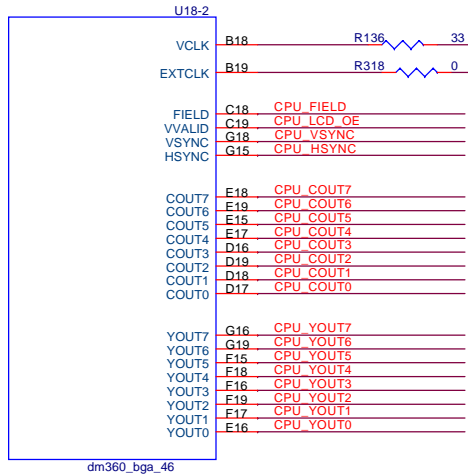 U18-2
VCLK B18 R136 33
EXTCLK B19 R318 0
FIELD C18 CPU_FIELD
VVALID C19 CPU_LCD_OE
VSYNC G18 CPU_VSYNC
HSYNC G15 CPU_HSYNC
COUT7 E18 CPU_COUT7
COUT6 E19 CPU_COUT6
COUT5 E15 CPU_COUT5
COUT4 E17 CPU_COUT4
COUT3 D16 CPU_COUT3
COUT2 D19 CPU_COUT2
COUT1 D18 CPU_COUT1
COUT0 D17 CPU_COUT0
YOUT7 G16 CPU_YOUT7
YOUT6 G19 CPU_YOUT6
YOUT5 F15 CPU_YOUT5
YOUT4 F18 CPU_YOUT4
YOUT3 F16 CPU_YOUT3
YOUT2 F19 CPU_YOUT2
YOUT1 F17 CPU_YOUT1
YOUT0 E16 CPU_YOUT0
dm360_bga_46